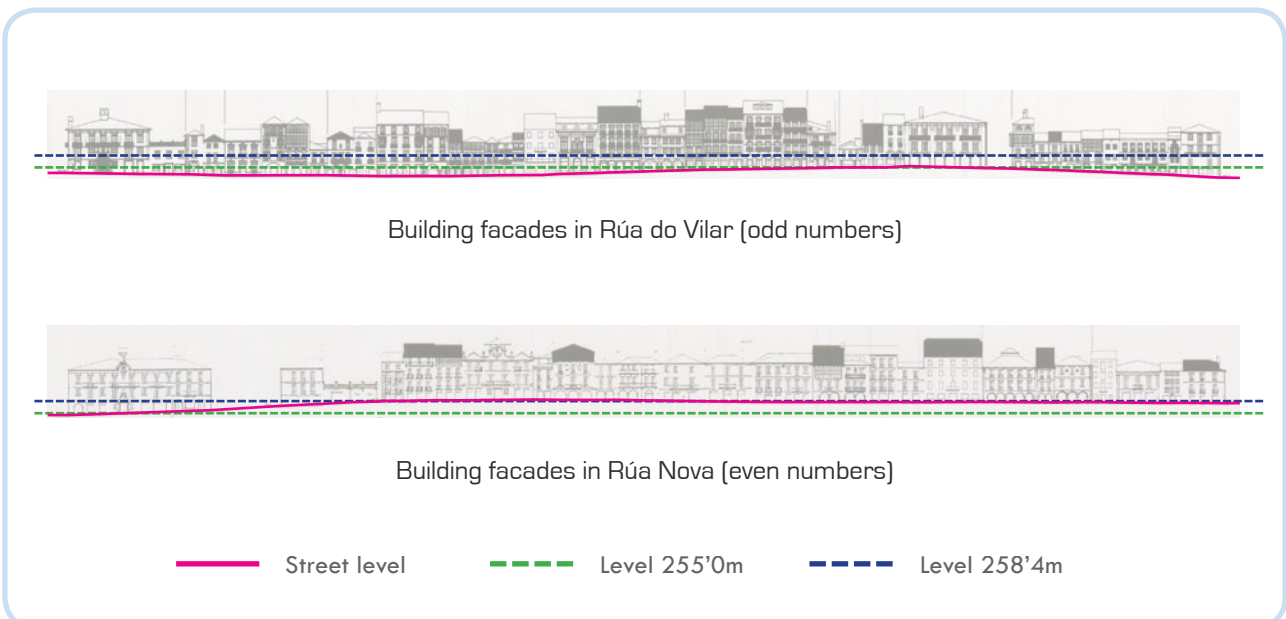 Building facades in Rúa do Vilar (odd numbers)
Building facades in Rúa Nova (even numbers)
Street level
Level 255'0m
Level 258'4m